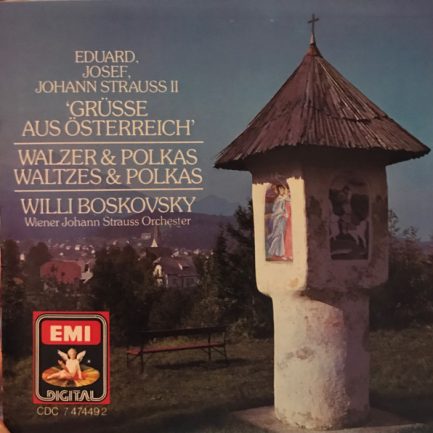 EDUARD,
JOSEF,
JOHANN STRAUSS II
‘GRÜSSE
AUS ÖSTERREICH’
WALZER & POLKAS
WALTZES & POLKAS
WILLI BOSKOVSKY
Wiener Johann Strauss Orchester
EMI
DIGITAL
CDC 7 47449 2